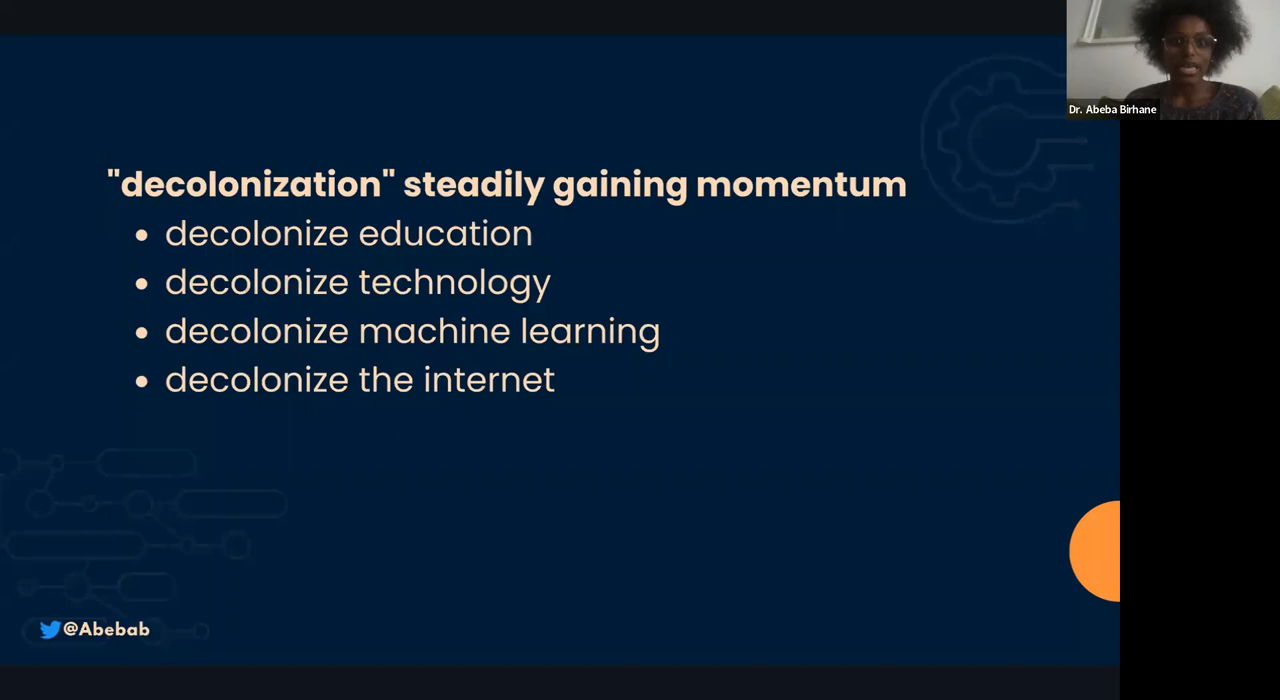 Dr. Abeba Birhane
"decolonization" steadily gaining momentum
• decolonize education
• decolonize technology
• decolonize machine learning
• decolonize the internet
@Abebab